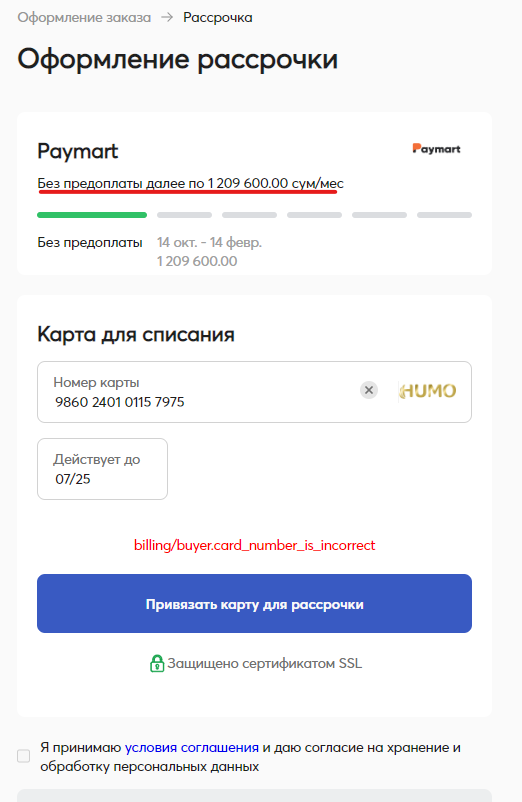 Оформление заказа → Рассрочка
Оформление рассрочки
Paymart
Paymart
Без предоплаты далее по 1 209 600.00 сум/мес
Без предоплаты
14 окт. - 14 февр.
1 209 600.00
Карта для списания
Номер карты
9860 2401 0115 7975
HUMO
Действует до
07/25
billing/buyer.card_number_is_incorrect
Привязать карту для рассрочки
Защищено сертификатом SSL
Я принимаю условия соглашения и даю согласие на хранение и
обработку персональных данных